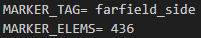 MARKER_TAG= farfield_side
MARKER_ELEMS= 436